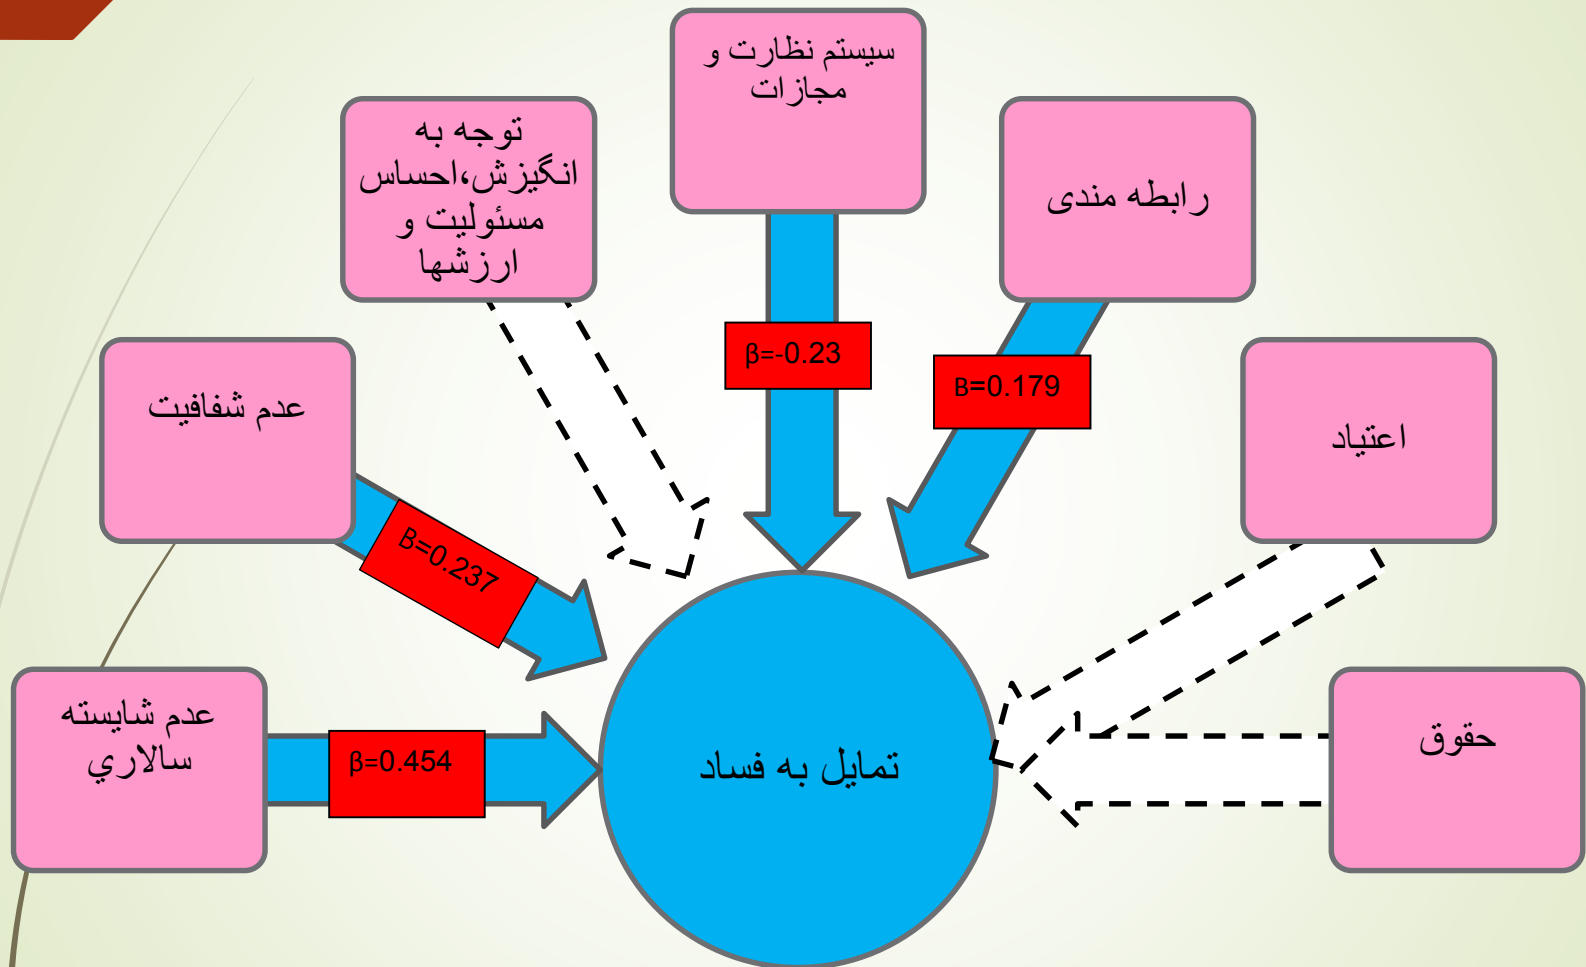 سیستم نظارت و
مجازات
توجه به
انگیزش،احساس
مسئولیت و
ارزشها
رابطه مندی
β=-0.23
B=0.179
عدم شفافیت
اعتیاد
B=0.237
عدم شایسته
سالاري
β=0.454
تمایل به فساد
حقوق